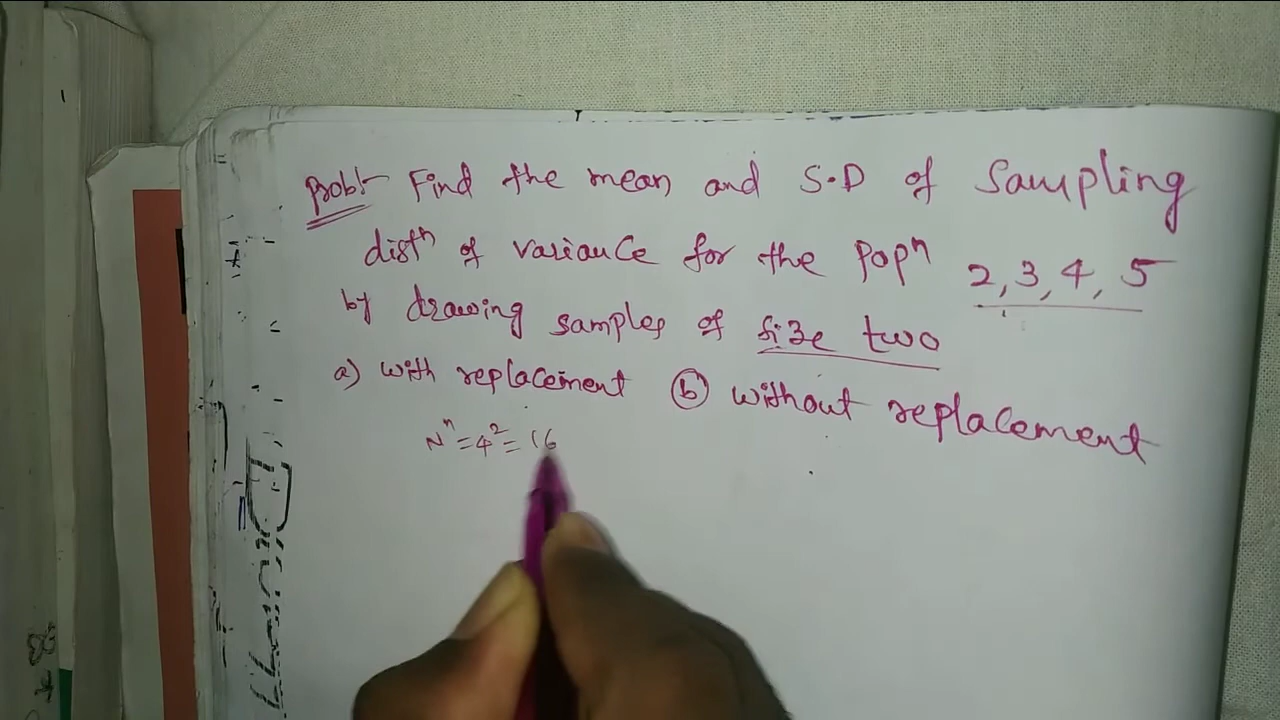 Prob:- Find the mean and S.D of Sampling
distⁿ of variance for the Popⁿ 2, 3, 4, 5
by drawing samples of size two
a) with replacement ⓑ without replacement
Nⁿ = 4² = 16